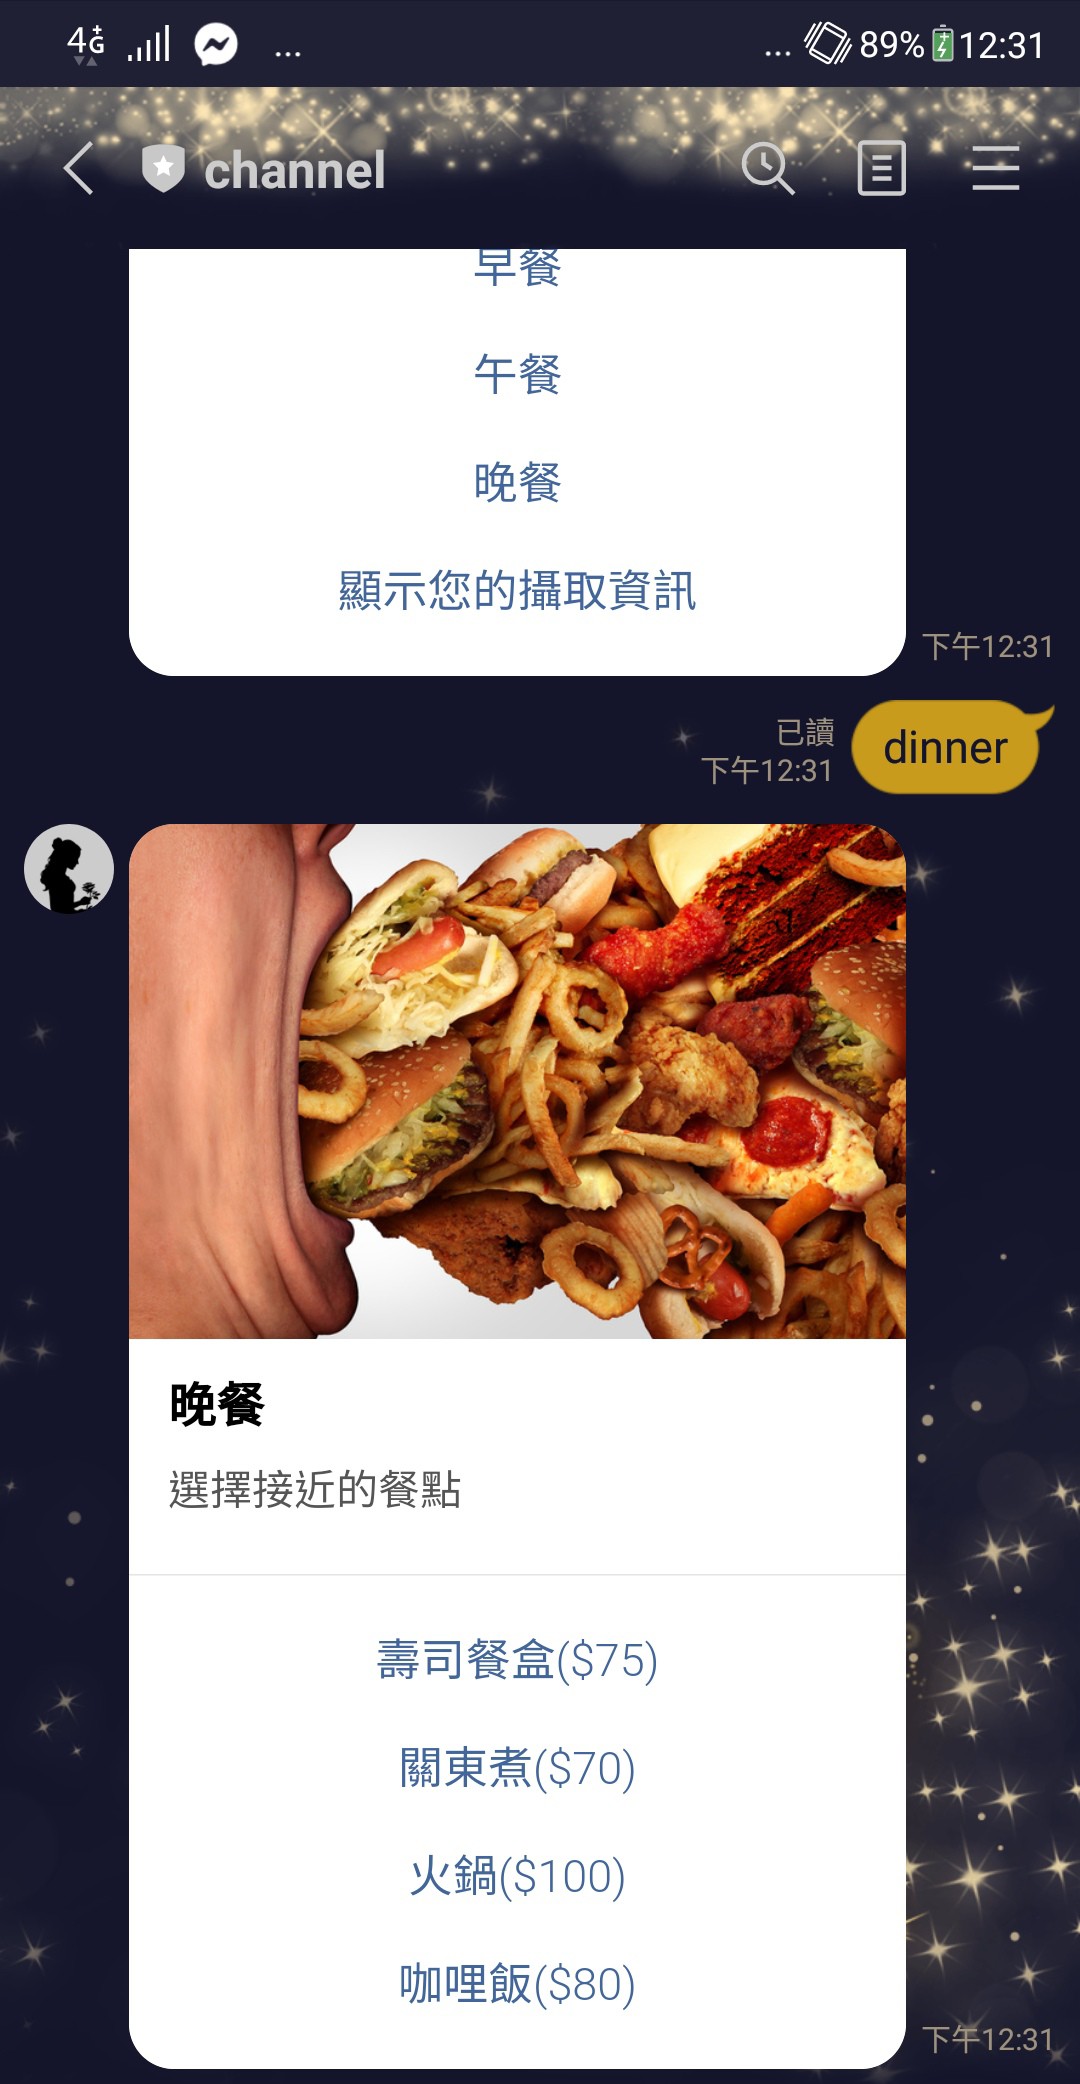 4G
...
...
89%
12:31
channel
早餐
午餐
晚餐
顯示您的攝取資訊
下午12:31
已讀
下午12:31
dinner
晚餐
選擇接近的餐點
壽司餐盒($75)
關東煮($70)
火鍋($100)
咖哩飯($80)
下午12:31